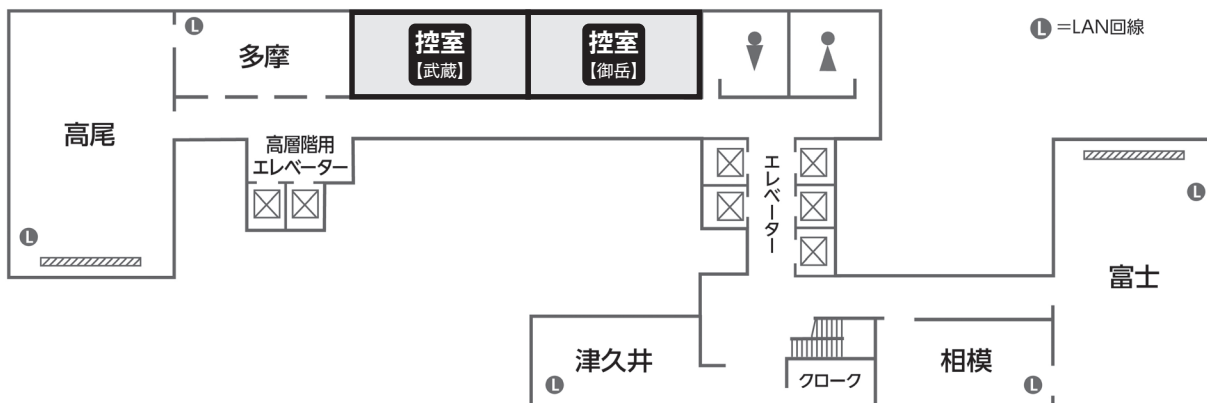 L
多摩
控室
【武蔵】
控室
【御岳】
L =LAN回線
高尾
高層階用
エレベーター
エレベーター
L
L
富士
津久井
L
クローク
相模
L